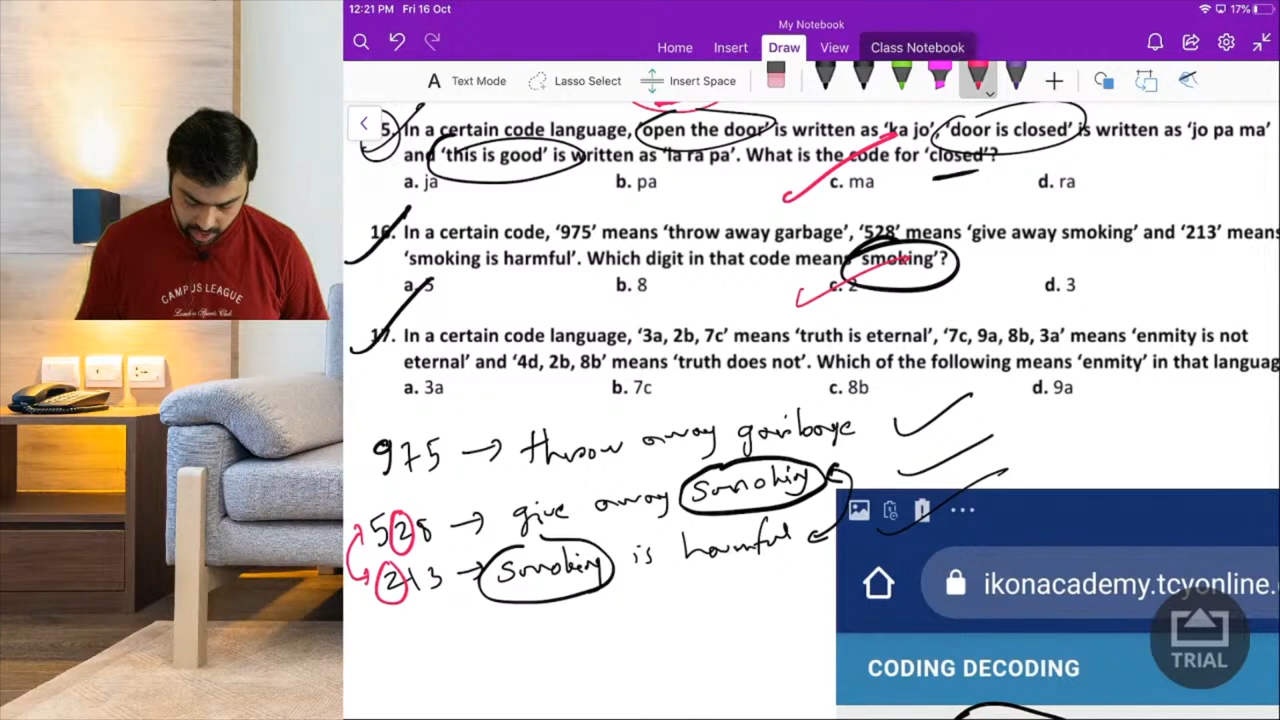 12:21 PM Fri 16 Oct
17%
My Notebook
Home Insert Draw View Class Notebook
A Text Mode Lasso Select Insert Space
5. In a certain code language, 'open the door' is written as 'ka jo', 'door is closed' is written as 'jo pa ma'
and 'this is good' is written as 'la ra pa'. What is the code for 'closed'?
a. ja b. pa c. ma d. ra
16. In a certain code, '975' means 'throw away garbage', '528' means 'give away smoking' and '213' means
'smoking is harmful'. Which digit in that code means 'smoking'?
a. 5 b. 8 c. 2 d. 3
17. In a certain code language, '3a, 2b, 7c' means 'truth is eternal', '7c, 9a, 8b, 3a' means 'enmity is not
eternal' and '4d, 2b, 8b' means 'truth does not'. Which of the following means 'enmity' in that languag
a. 3a b. 7c c. 8b d. 9a
975 → throw away garbage
528 → give away smoking
213 → smoking is harmful
CAMPUS LEAGUE
ikonacademy.tcyonline.
TRIAL
CODING DECODING